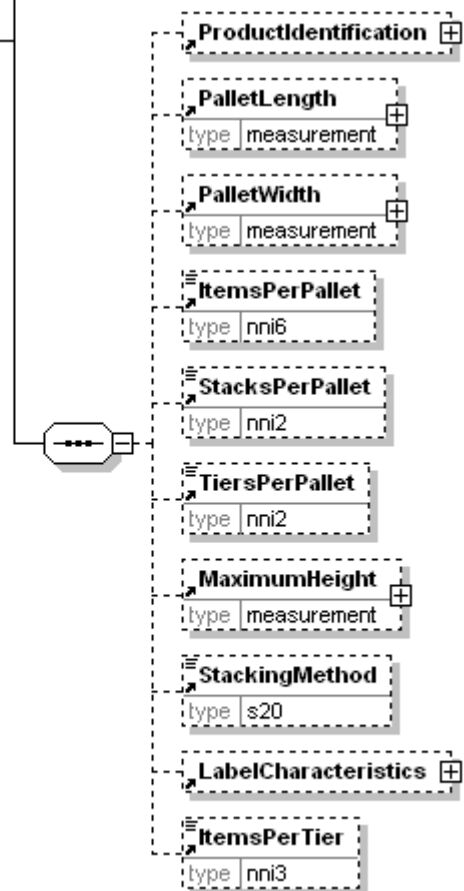 ProductIdentification
PalletLength
type measurement
PalletWidth
type measurement
ItemsPerPallet
type nni6
StacksPerPallet
type nni2
TiersPerPallet
type nni2
MaximumHeight
type measurement
StackingMethod
type s20
LabelCharacteristics
ItemsPerTier
type nni3